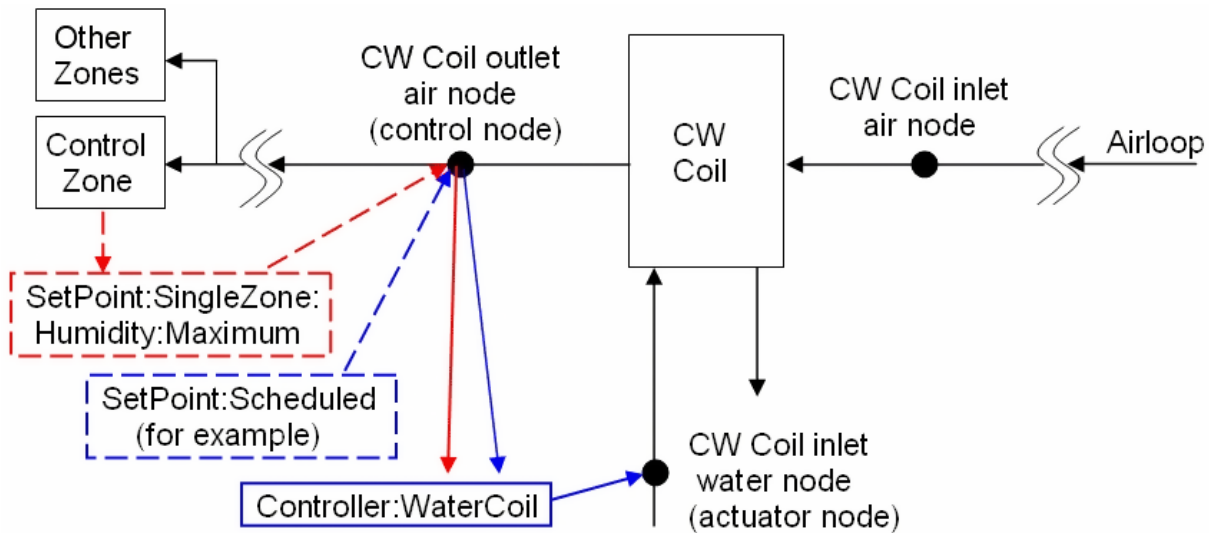 Other
Zones
Control
Zone
CW Coil outlet
air node
(control node)
CW
Coil
CW Coil inlet
air node
Airloop
SetPoint:SingleZone:
Humidity:Maximum
SetPoint:Scheduled
(for example)
Controller:WaterCoil
CW Coil inlet
water node
(actuator node)